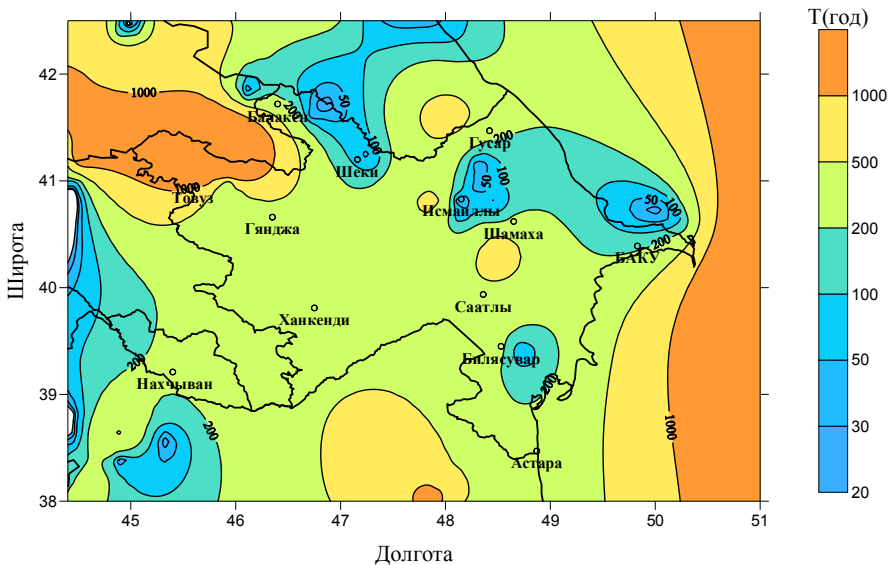 T(год)
42
41
40
39
38
45
46
47
48
49
50
51
Широта
Долгота
1000
500
200
100
50
30
20
1000
200
50
100
Балакен
Шеки
Гусар
200
50
100
1000
Товуз
Гянджа
Исмаиллы
Шамаха
50
100
200
БАКУ
Ханкенди
Саатлы
200
Нахчыван
Билясувар
200
200
1000
Астара